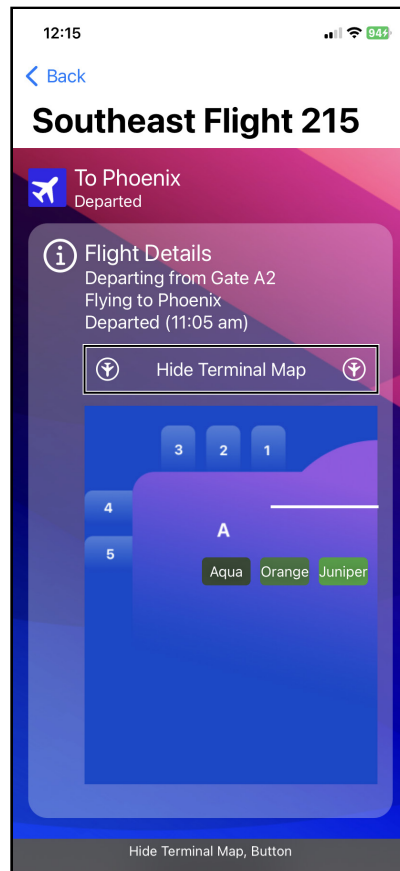 12:15
94
Back
Southeast Flight 215
To Phoenix
Departed
Flight Details
Departing from Gate A2
Flying to Phoenix
Departed (11:05 am)
Hide Terminal Map
3 2 1
4
A
5
Aqua Orange Juniper
Hide Terminal Map, Button